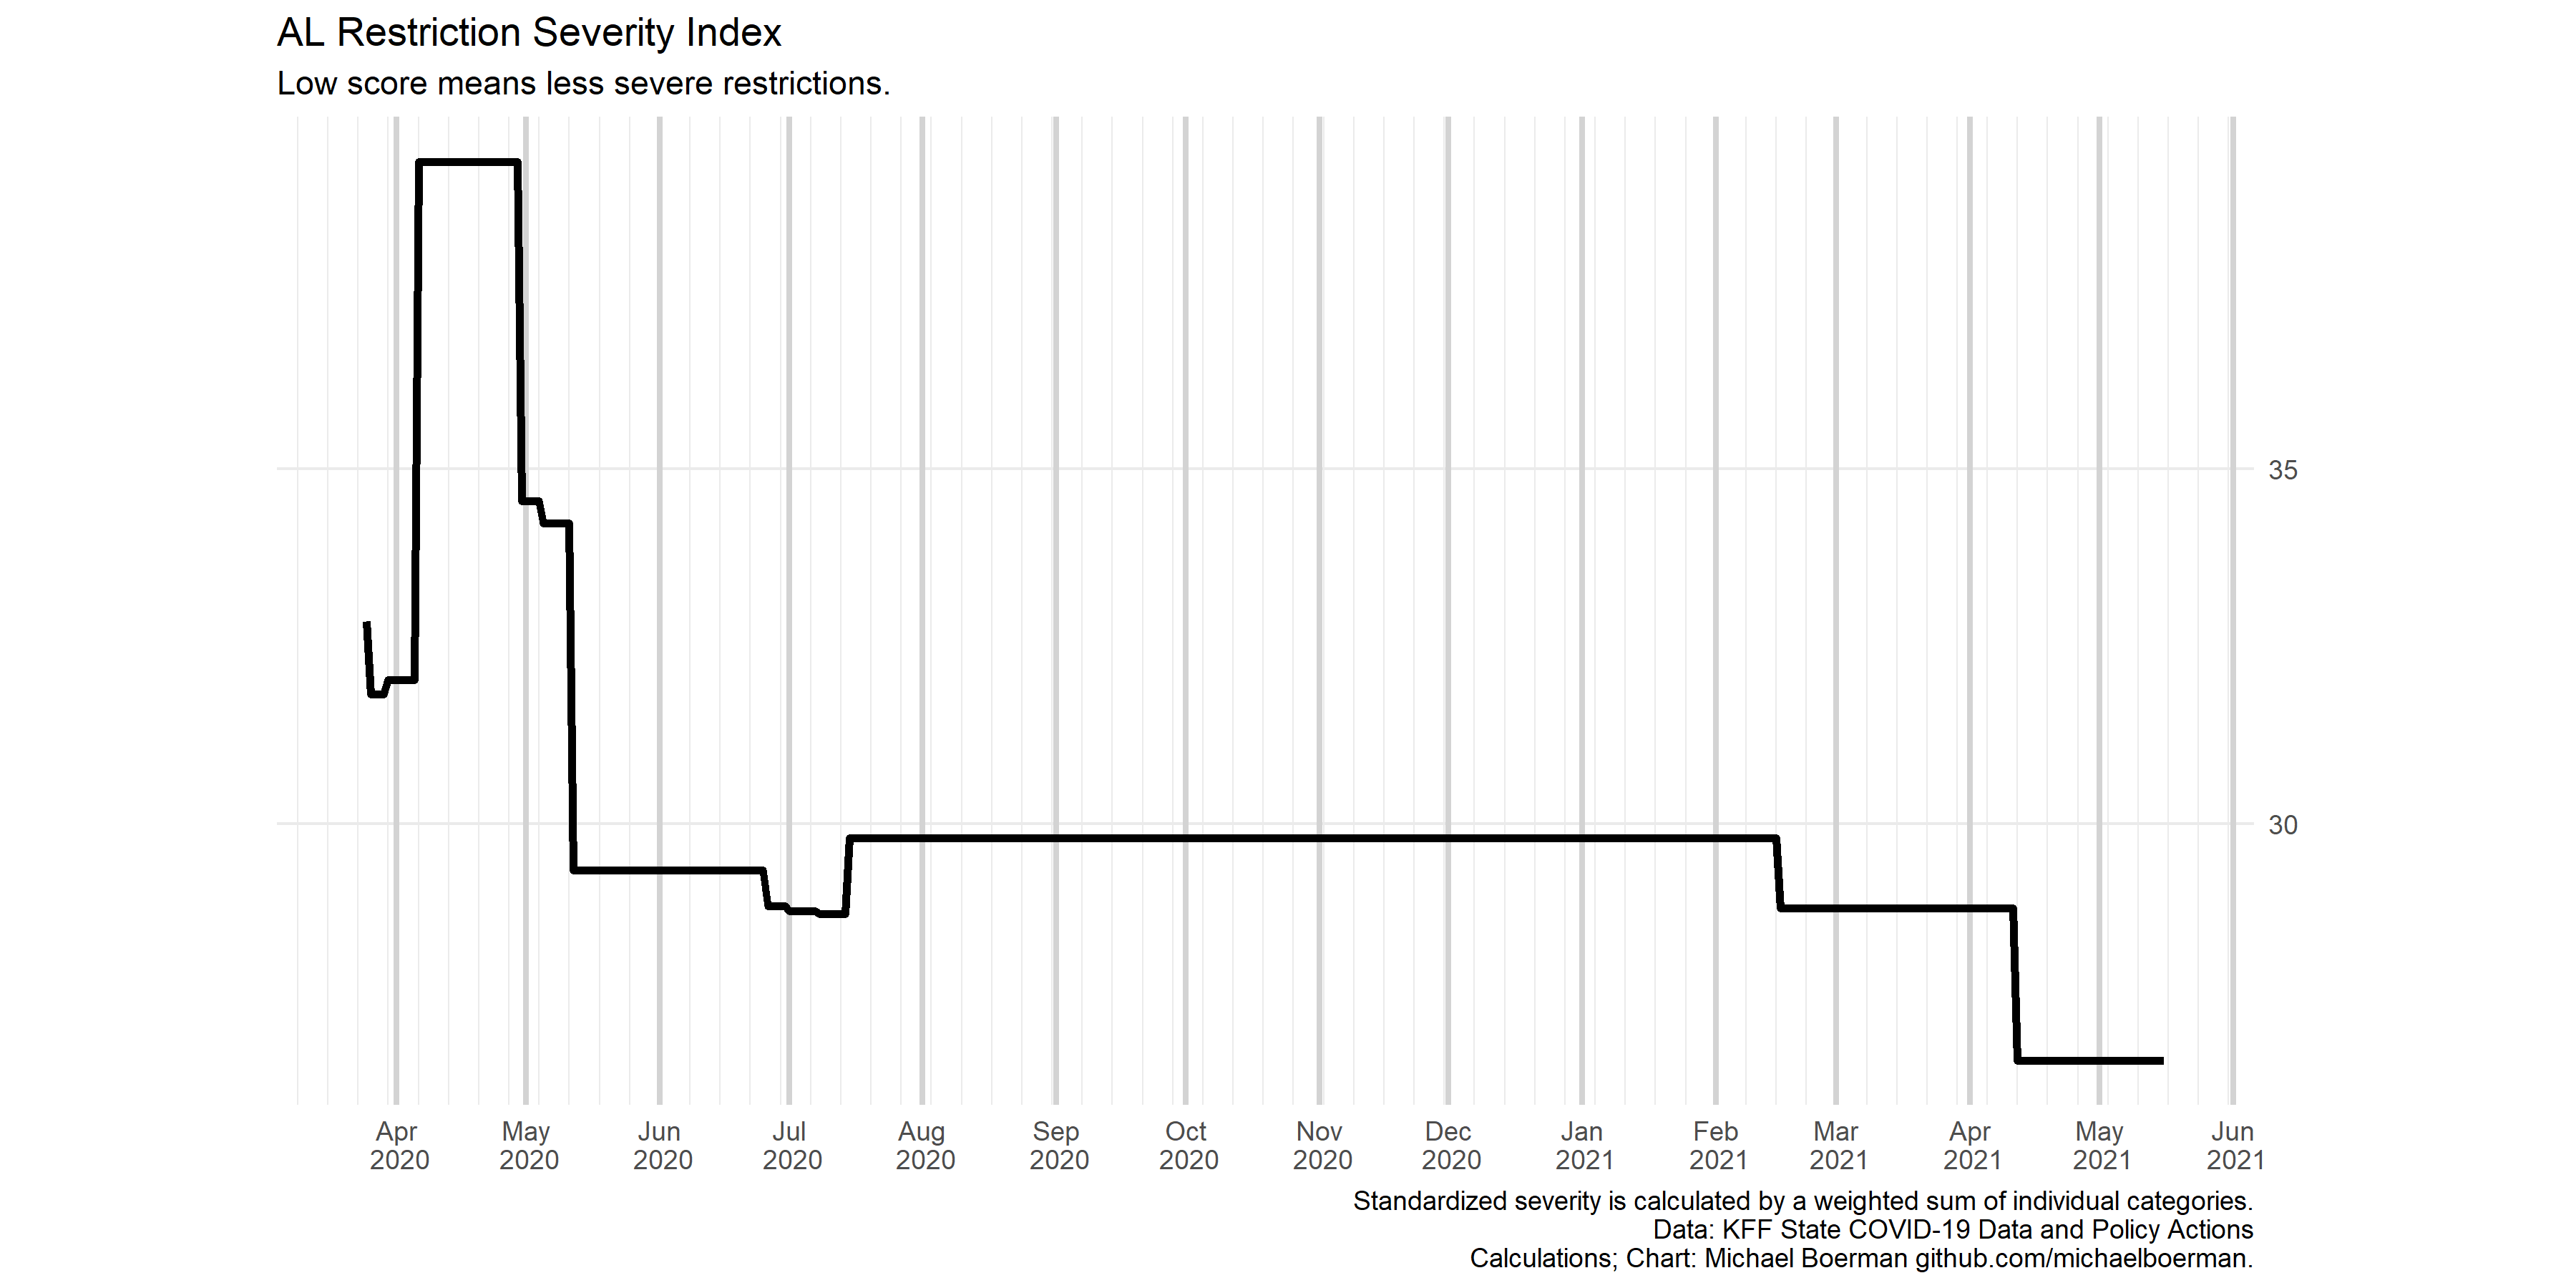 AL Restriction Severity Index
Low score means less severe restrictions.
35
30
Apr May Jun Jul Aug Sep Oct Nov Dec Jan Feb Mar Apr May Jun
2020 2020 2020 2020 2020 2020 2020 2020 2020 2021 2021 2021 2021 2021 2021
Standardized severity is calculated by a weighted sum of individual categories.
Data: KFF State COVID-19 Data and Policy Actions
Calculations; Chart: Michael Boerman github.com/michaelboerman.